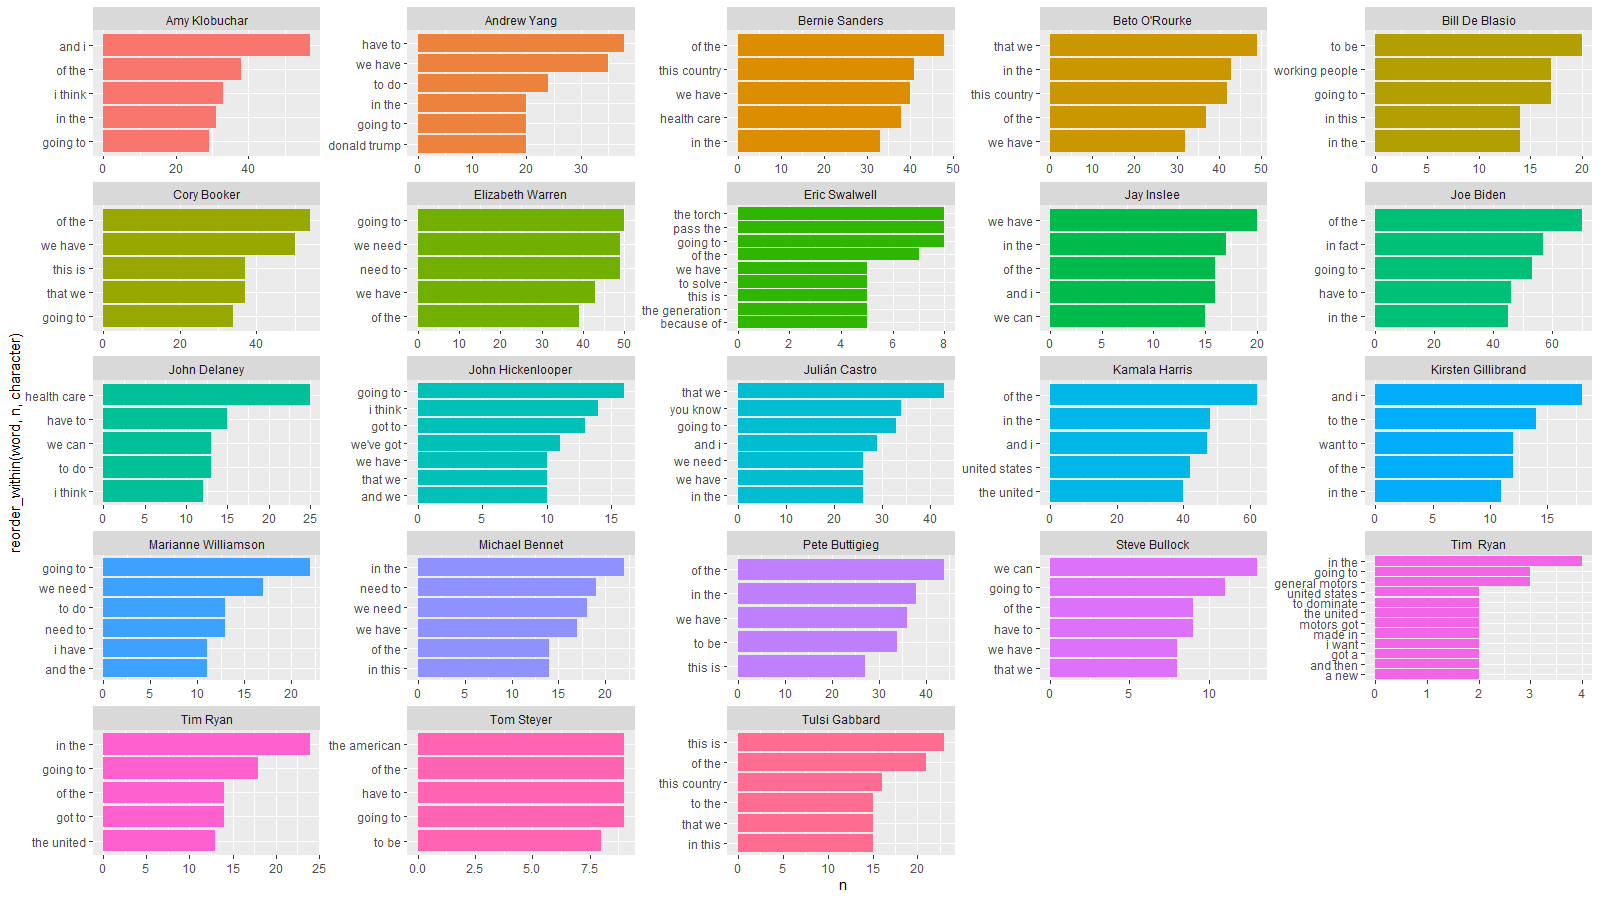 Amy Klobuchar
and i
of the
i think
in the
going to
0 20 40
Andrew Yang
have to
we have
to do
in the
going to
donald trump
0 10 20 30
Bernie Sanders
of the
this country
we have
health care
in the
0 10 20 30 40 50
Beto O'Rourke
that we
in the
this country
of the
we have
0 10 20 30 40 50
Bill De Blasio
to be
working people
going to
in this
in the
0 5 10 15 20
Cory Booker
of the
we have
this is
that we
going to
0 20 40
Elizabeth Warren
going to
we need
need to
we have
of the
0 10 20 30 40 50
Eric Swalwell
the torch
pass the
going to
of the
we have
to solve
this is
the generation
because of
0 2 4 6 8
Jay Inslee
we have
in the
of the
and i
we can
0 5 10 15 20
Joe Biden
of the
in fact
going to
have to
in the
0 20 40 60
John Delaney
health care
have to
we can
to do
i think
0 5 10 15 20 25
John Hickenlooper
going to
i think
got to
we've got
we have
that we
and we
0 5 10 15
Julián Castro
that we
you know
going to
and i
we need
we have
in the
0 10 20 30 40
Kamala Harris
of the
in the
and i
united states
the united
0 20 40 60
Kirsten Gillibrand
and i
to the
want to
of the
in the
0 5 10 15
Marianne Williamson
going to
we need
to do
need to
i have
and the
0 5 10 15 20
Michael Bennet
in the
need to
we need
we have
of the
in this
0 5 10 15 20
Pete Buttigieg
of the
in the
we have
to be
this is
0 10 20 30 40
Steve Bullock
we can
going to
of the
have to
we have
that we
0 5 10
Tim  Ryan
in the
going to
general motors
united states
to dominate
the united
motors got
made in
i want
got a
and then
a new
0 1 2 3 4
Tim Ryan
in the
going to
of the
got to
the united
0 5 10 15 20 25
Tom Steyer
the american
of the
have to
going to
to be
0.0 2.5 5.0 7.5
Tulsi Gabbard
this is
of the
this country
to the
that we
in this
0 5 10 15 20
n
reorder_within(word, n, character)